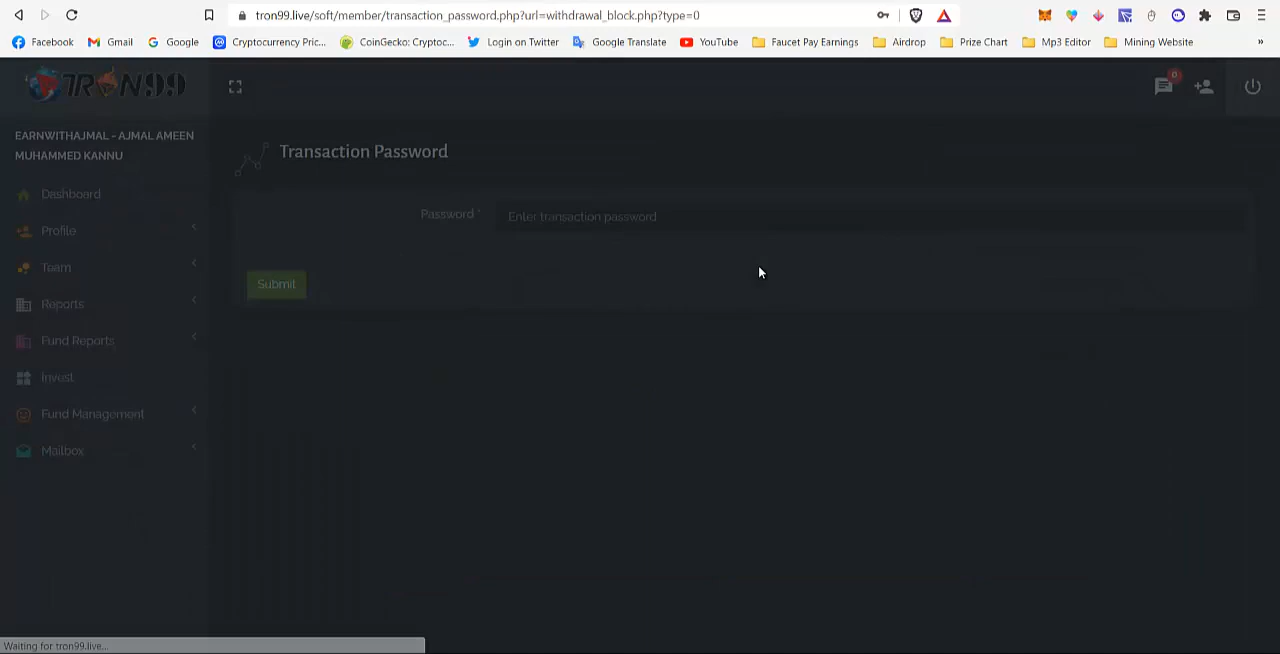 tron99.live/soft/member/transaction_password.php?url=withdrawal_block.php?type=0
Facebook Gmail Google Cryptocurrency Pric... CoinGecko: Cryptoc... Login on Twitter Google Translate YouTube Faucet Pay Earnings Airdrop Prize Chart Mp3 Editor Mining Website »
TRON99
0
EARNWITHAJMAL - AJMAL AMEEN
MUHAMMED KANNU
Transaction Password
Dashboard
Password *
Enter transaction password
Profile
Team
Submit
Reports
Fund Reports
Invest
Fund Management
Mailbox
Waiting for tron99.live...